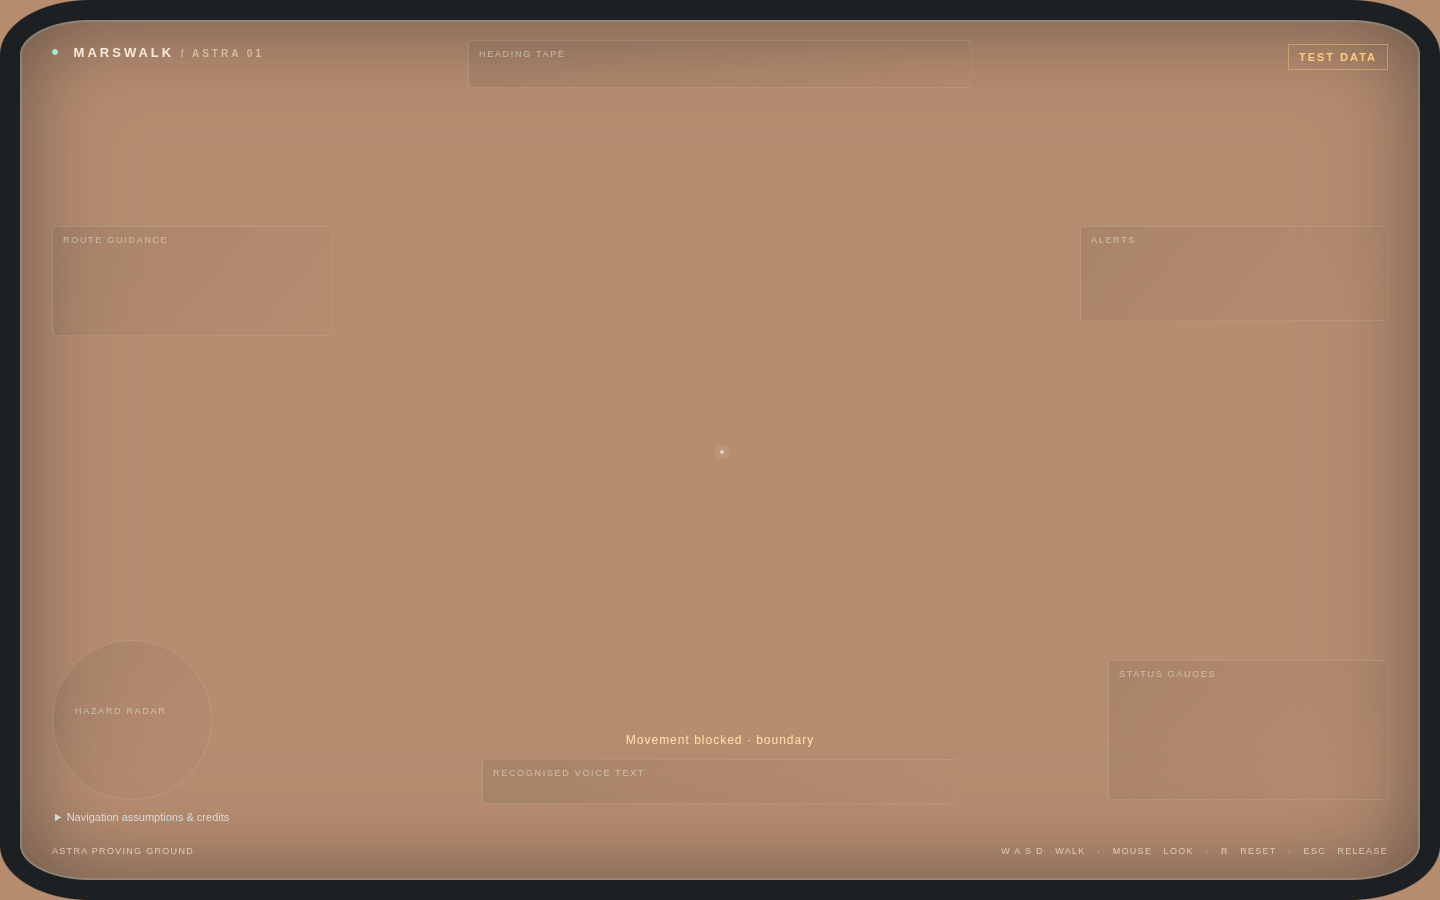 MARSWALK / ASTRA 01
HEADING TAPE
TEST DATA
ROUTE GUIDANCE
ALERTS
HAZARD RADAR
STATUS GAUGES
Movement blocked · boundary
RECOGNISED VOICE TEXT
Navigation assumptions & credits
ASTRA PROVING GROUND
W A S D WALK · MOUSE LOOK · R RESET · ESC RELEASE